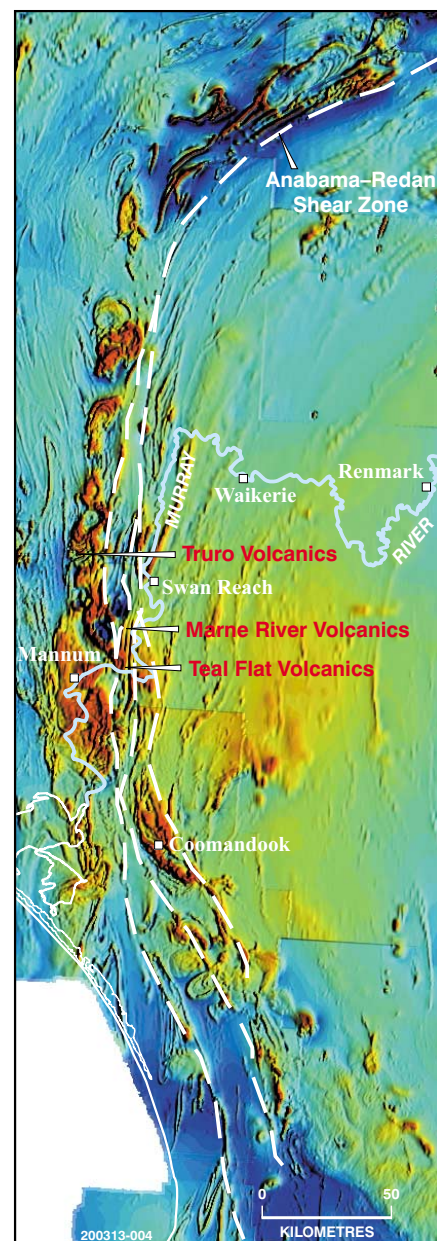 Anabama–Redan
Shear Zone
MURRAY
Waikerie
Renmark
RIVER
Truro Volcanics
Swan Reach
Marne River Volcanics
Mannum
Teal Flat Volcanics
Coomandook
0 50
KILOMETRES
200313-004